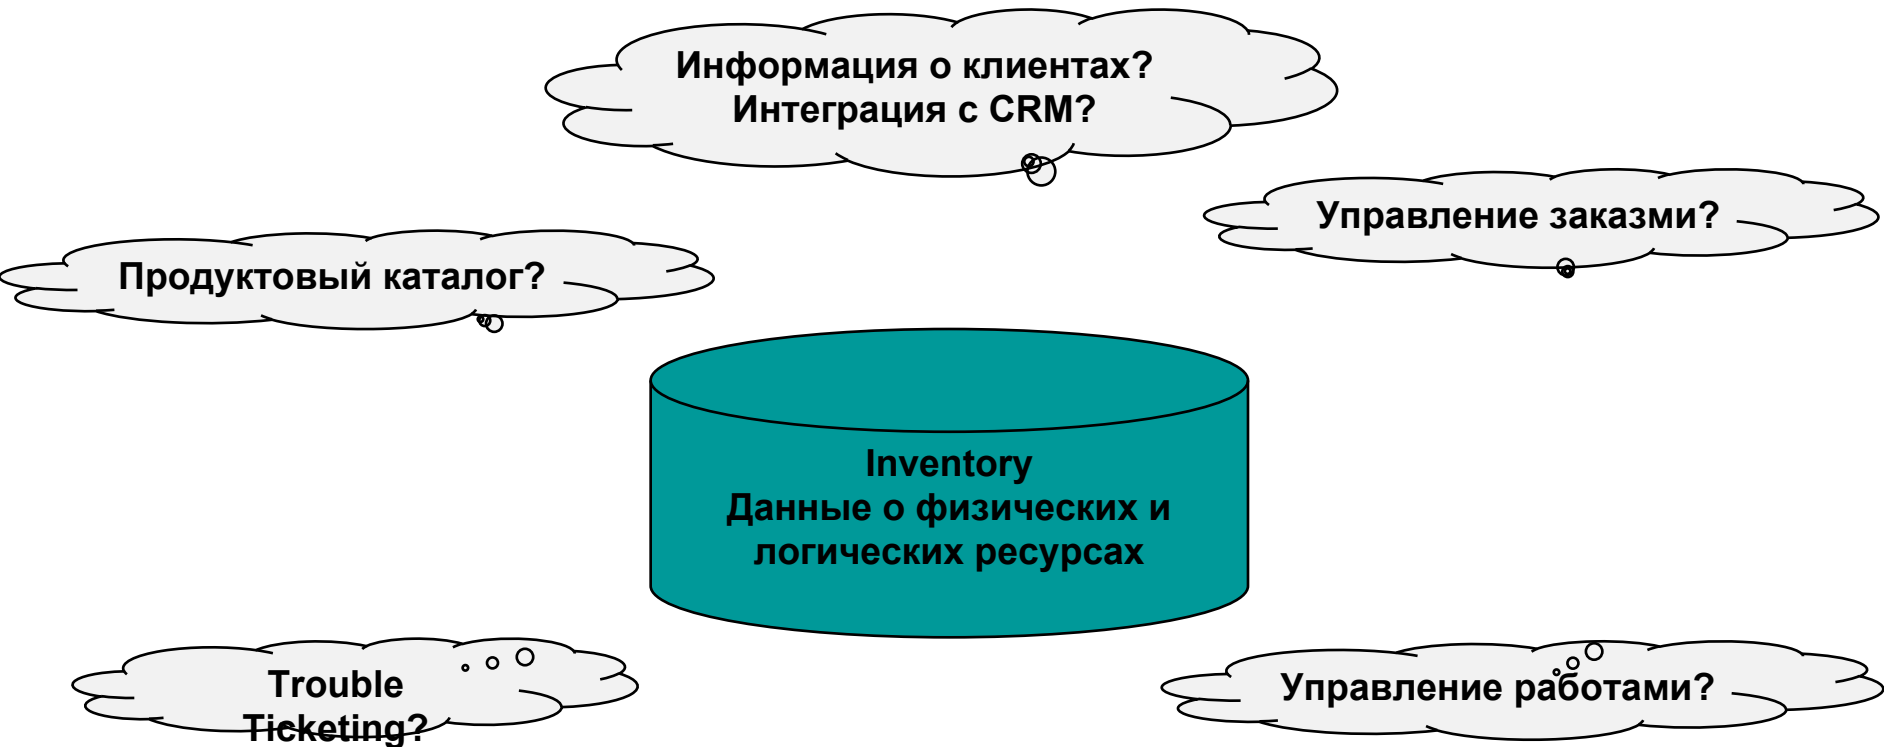 Информация о клиентах?
Интеграция с CRM?
Управление заказми?
Продуктовый каталог?
Inventory
Данные о физических и
логических ресурсах
Trouble
Ticketing?
Управление работами?